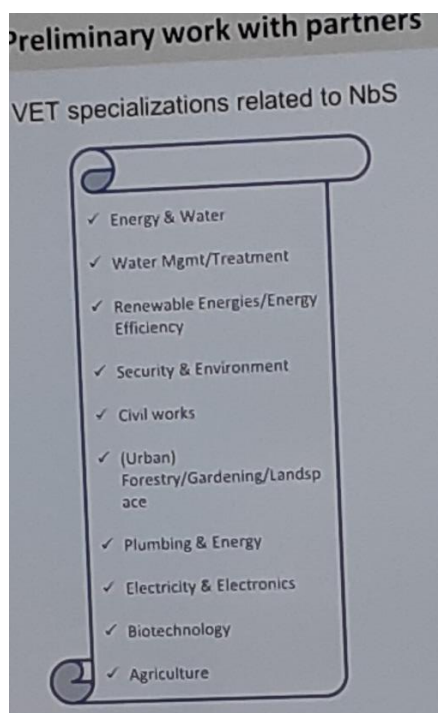 Preliminary work with partners
VET specializations related to NbS
✓ Energy & Water
✓ Water Mgmt/Treatment
✓ Renewable Energies/Energy
Efficiency
✓ Security & Environment
✓ Civil works
✓ (Urban)
Forestry/Gardening/Landsp
ace
✓ Plumbing & Energy
✓ Electricity & Electronics
✓ Biotechnology
✓ Agriculture